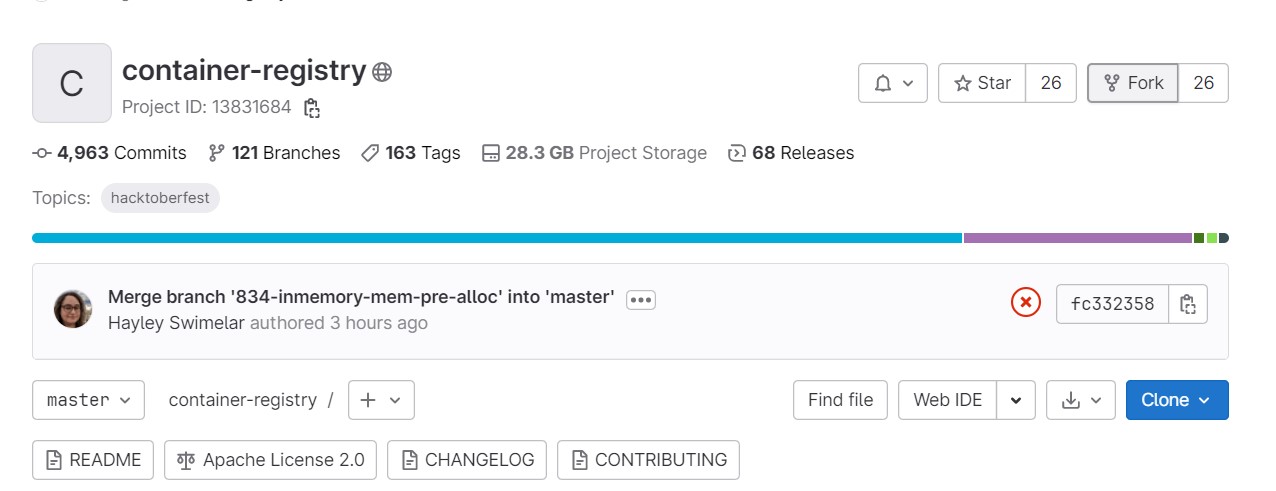 C
container-registry
Project ID: 13831684
Star 26 Fork 26
4,963 Commits 121 Branches 163 Tags 28.3 GB Project Storage 68 Releases
Topics: hacktoberfest
Merge branch '834-inmemory-mem-pre-alloc' into 'master'
Hayley Swimelar authored 3 hours ago
fc332358
master container-registry / + Find file Web IDE Clone
README Apache License 2.0 CHANGELOG CONTRIBUTING